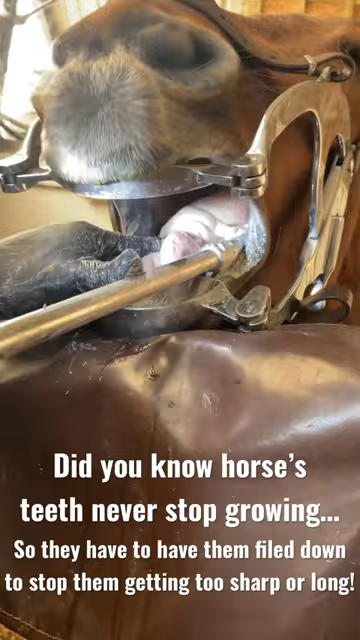 Did you know horse's
teeth never stop growing...
So they have to have them filed down
to stop them getting too sharp or long!